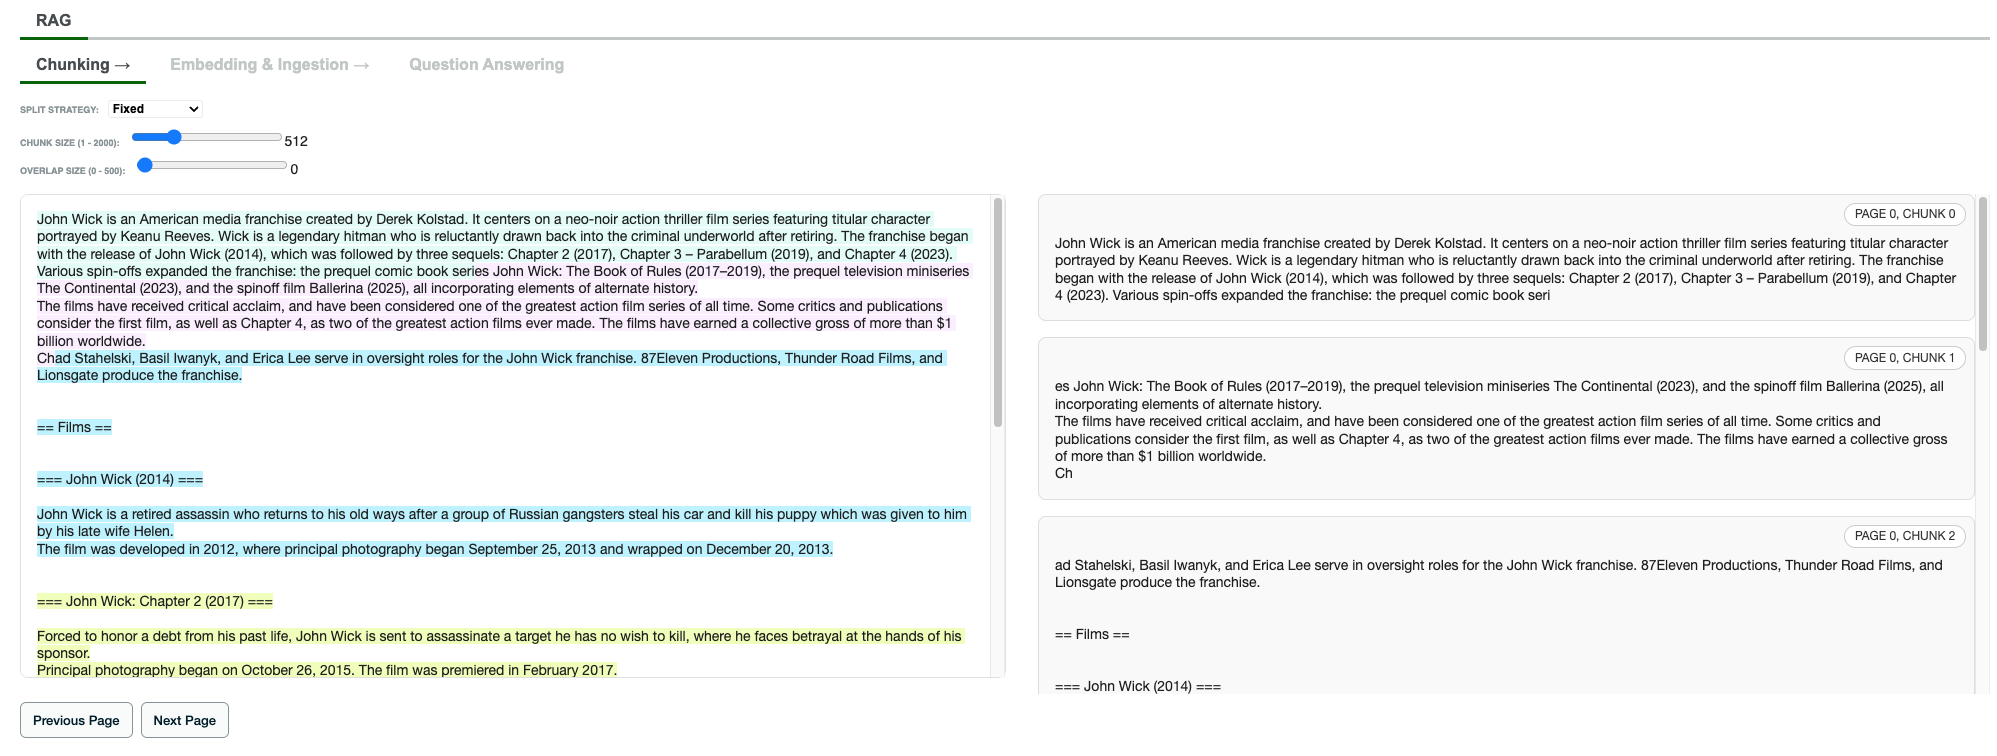 RAG
Chunking →
Embedding & Ingestion →
Question Answering
SPLIT STRATEGY:
Fixed
CHUNK SIZE (1 - 2000):
512
OVERLAP SIZE (0 - 500):
0
John Wick is an American media franchise created by Derek Kolstad. It centers on a neo-noir action thriller film series featuring titular character
portrayed by Keanu Reeves. Wick is a legendary hitman who is reluctantly drawn back into the criminal underworld after retiring. The franchise began
with the release of John Wick (2014), which was followed by three sequels: Chapter 2 (2017), Chapter 3 – Parabellum (2019), and Chapter 4 (2023).
Various spin-offs expanded the franchise: the prequel comic book series John Wick: The Book of Rules (2017–2019), the prequel television miniseries
The Continental (2023), and the spinoff film Ballerina (2025), all incorporating elements of alternate history.
The films have received critical acclaim, and have been considered one of the greatest action film series of all time. Some critics and publications
consider the first film, as well as Chapter 4, as two of the greatest action films ever made. The films have earned a collective gross of more than $1
billion worldwide.
Chad Stahelski, Basil Iwanyk, and Erica Lee serve in oversight roles for the John Wick franchise. 87Eleven Productions, Thunder Road Films, and
Lionsgate produce the franchise.
== Films ==
=== John Wick (2014) ===
John Wick is a retired assassin who returns to his old ways after a group of Russian gangsters steal his car and kill his puppy which was given to him
by his late wife Helen.
The film was developed in 2012, where principal photography began September 25, 2013 and wrapped on December 20, 2013.
=== John Wick: Chapter 2 (2017) ===
Forced to honor a debt from his past life, John Wick is sent to assassinate a target he has no wish to kill, where he faces betrayal at the hands of his
sponsor.
Principal photography began on October 26, 2015. The film was premiered in February 2017.
PAGE 0, CHUNK 0
John Wick is an American media franchise created by Derek Kolstad. It centers on a neo-noir action thriller film series featuring titular character
portrayed by Keanu Reeves. Wick is a legendary hitman who is reluctantly drawn back into the criminal underworld after retiring. The franchise
began with the release of John Wick (2014), which was followed by three sequels: Chapter 2 (2017), Chapter 3 – Parabellum (2019), and Chapter
4 (2023). Various spin-offs expanded the franchise: the prequel comic book seri
PAGE 0, CHUNK 1
es John Wick: The Book of Rules (2017–2019), the prequel television miniseries The Continental (2023), and the spinoff film Ballerina (2025), all
incorporating elements of alternate history.
The films have received critical acclaim, and have been considered one of the greatest action film series of all time. Some critics and
publications consider the first film, as well as Chapter 4, as two of the greatest action films ever made. The films have earned a collective gross
of more than $1 billion worldwide.
Ch
PAGE 0, CHUNK 2
ad Stahelski, Basil Iwanyk, and Erica Lee serve in oversight roles for the John Wick franchise. 87Eleven Productions, Thunder Road Films, and
Lionsgate produce the franchise.
== Films ==
=== John Wick (2014) ===
Previous Page
Next Page